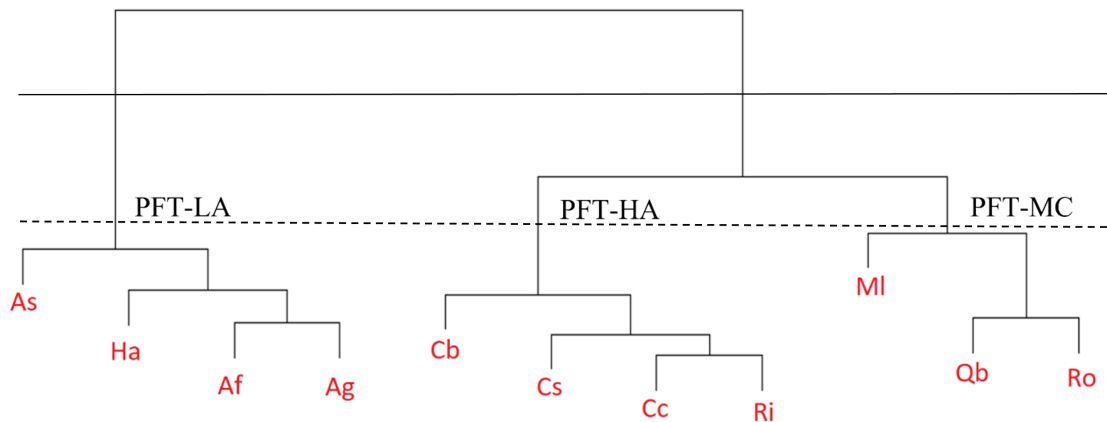 PFT-LA
PFT-HA
PFT-MC
As
Ha
Af
Ag
Cb
Cs
Cc
Ri
Ml
Qb
Ro